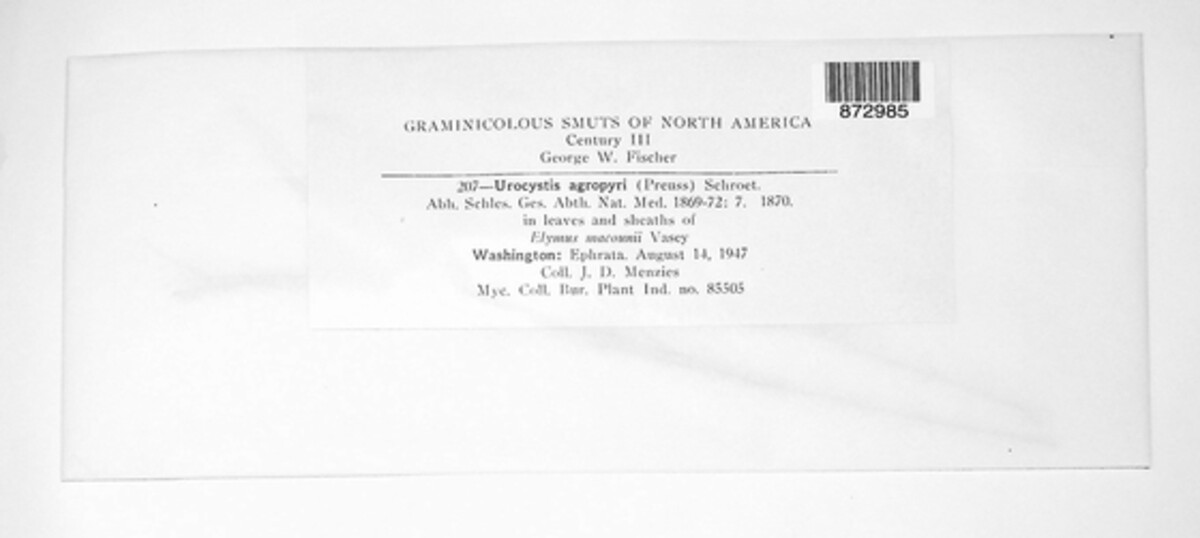 872985
GRAMINICOLOUS SMUTS OF NORTH AMERICA
Century III
George W. Fischer
207—Urocystis agropyri (Preuss) Schroet.
Abh. Schles. Ges. Abth. Nat. Med. 1869-72: 7. 1870.
in leaves and sheaths of
Elymus macounii Vasey
Washington: Ephrata. August 14, 1947
Coll. J. D. Menzies
Myc. Coll. Bur. Plant Ind. no. 85505